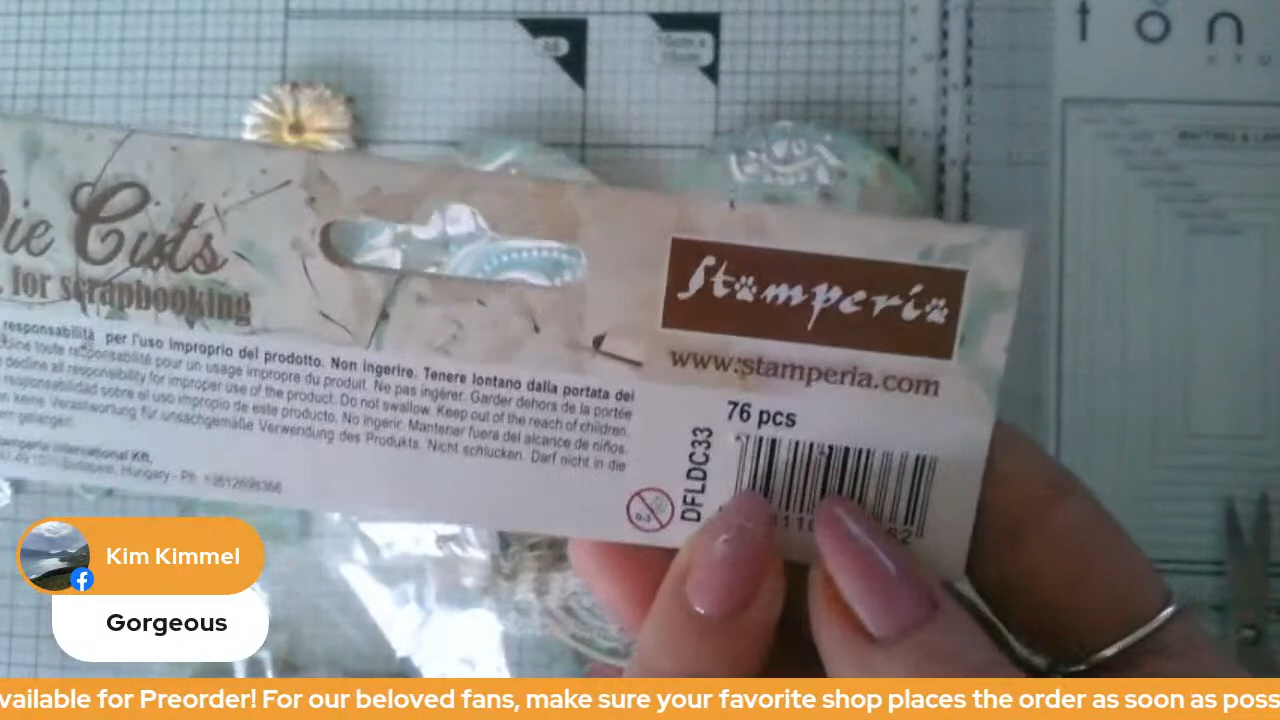 A6
tōn
Die Cuts
for scrapbooking
Stamperia
www.stamperia.com
responsabilità per l'uso improprio del prodotto. Non ingerire. Tenere lontano dalla portata dei
toute responsabilité pour un usage impropre du produit. Ne pas ingérer. Garder dehors de la portée
decline all responsibility for improper use of the product. Do not swallow. Keep out of the reach of children.
responsabilidad sobre el uso impropio de este producto. No ingerir. Mantener fuera del alcance de niños.
keine Verantwortung für unsachgemäße Verwendung des Produkts. Nicht schlucken. Darf nicht in die
gelangen.
International Kft.
Budapest, Hungary - Ph.
0-3
DFLDC33
76 pcs
Kim Kimmel
Gorgeous
vailable for Preorder! For our beloved fans, make sure your favorite shop places the order as soon as poss